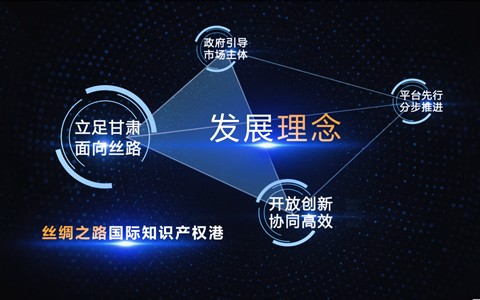 政府引导
市场主体
平台先行
分步推进
立足甘肃
面向丝路
发展理念
开放创新
协同高效
丝绸之路国际知识产权港